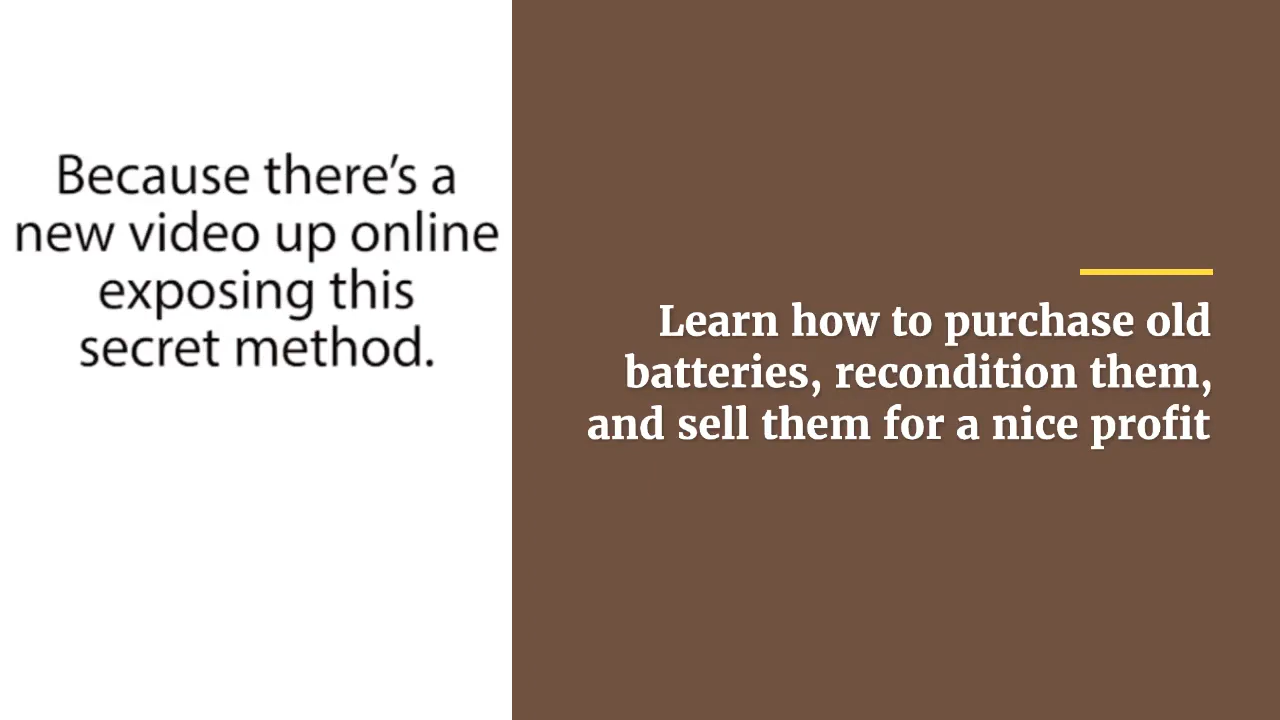 Because there’s a
new video up online
exposing this
secret method.
Learn how to purchase old
batteries, recondition them,
and sell them for a nice profit